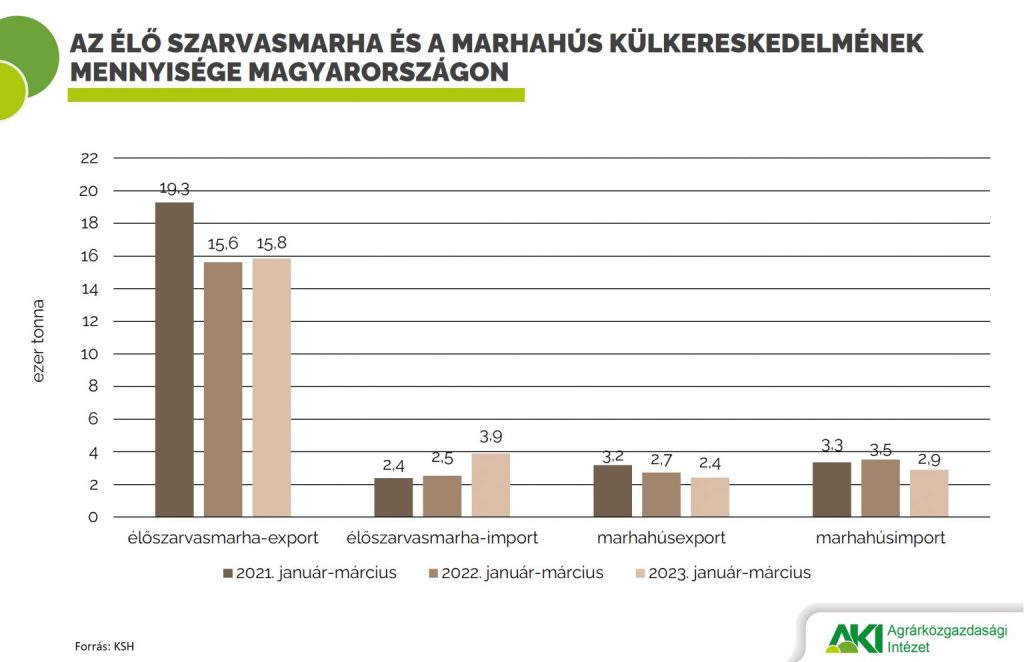 AZ ÉLŐ SZARVASMARHA ÉS A MARHAHÚS KÜLKERESKEDELMÉNEK
MENNYISÉGE MAGYARORSZÁGON
ezer tonna
22
20
18
16
14
12
10
8
6
4
2
0
19,3
15,6
15,8
2,4
2,5
3,9
3,2
2,7
2,4
3,3
3,5
2,9
élőszarvasmarha-export
élőszarvasmarha-import
marhahúsexport
marhahúsimport
2021. január-március
2022. január-március
2023. január-március
Forrás: KSH
AKI
Agrárközgazdasági
Intézet